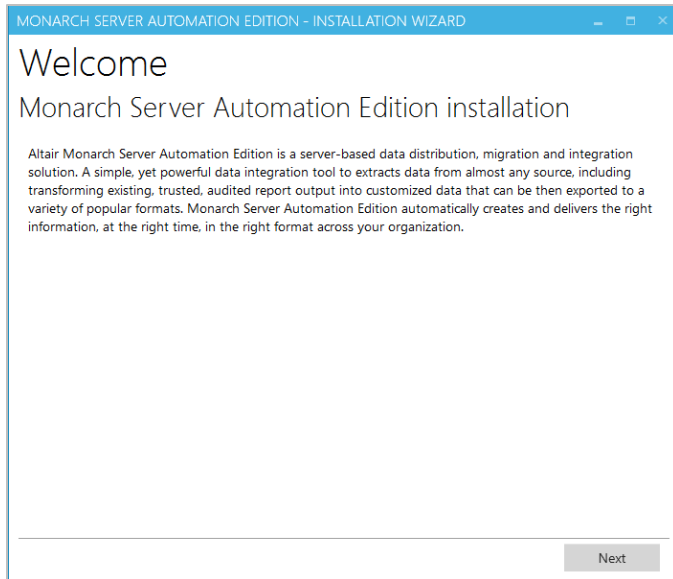 MONARCH SERVER AUTOMATION EDITION - INSTALLATION WIZARD
Welcome
Monarch Server Automation Edition installation
Altair Monarch Server Automation Edition is a server-based data distribution, migration and integration
solution. A simple, yet powerful data integration tool to extracts data from almost any source, including
transforming existing, trusted, audited report output into customized data that can be then exported to a
variety of popular formats. Monarch Server Automation Edition automatically creates and delivers the right
information, at the right time, in the right format across your organization.
Next